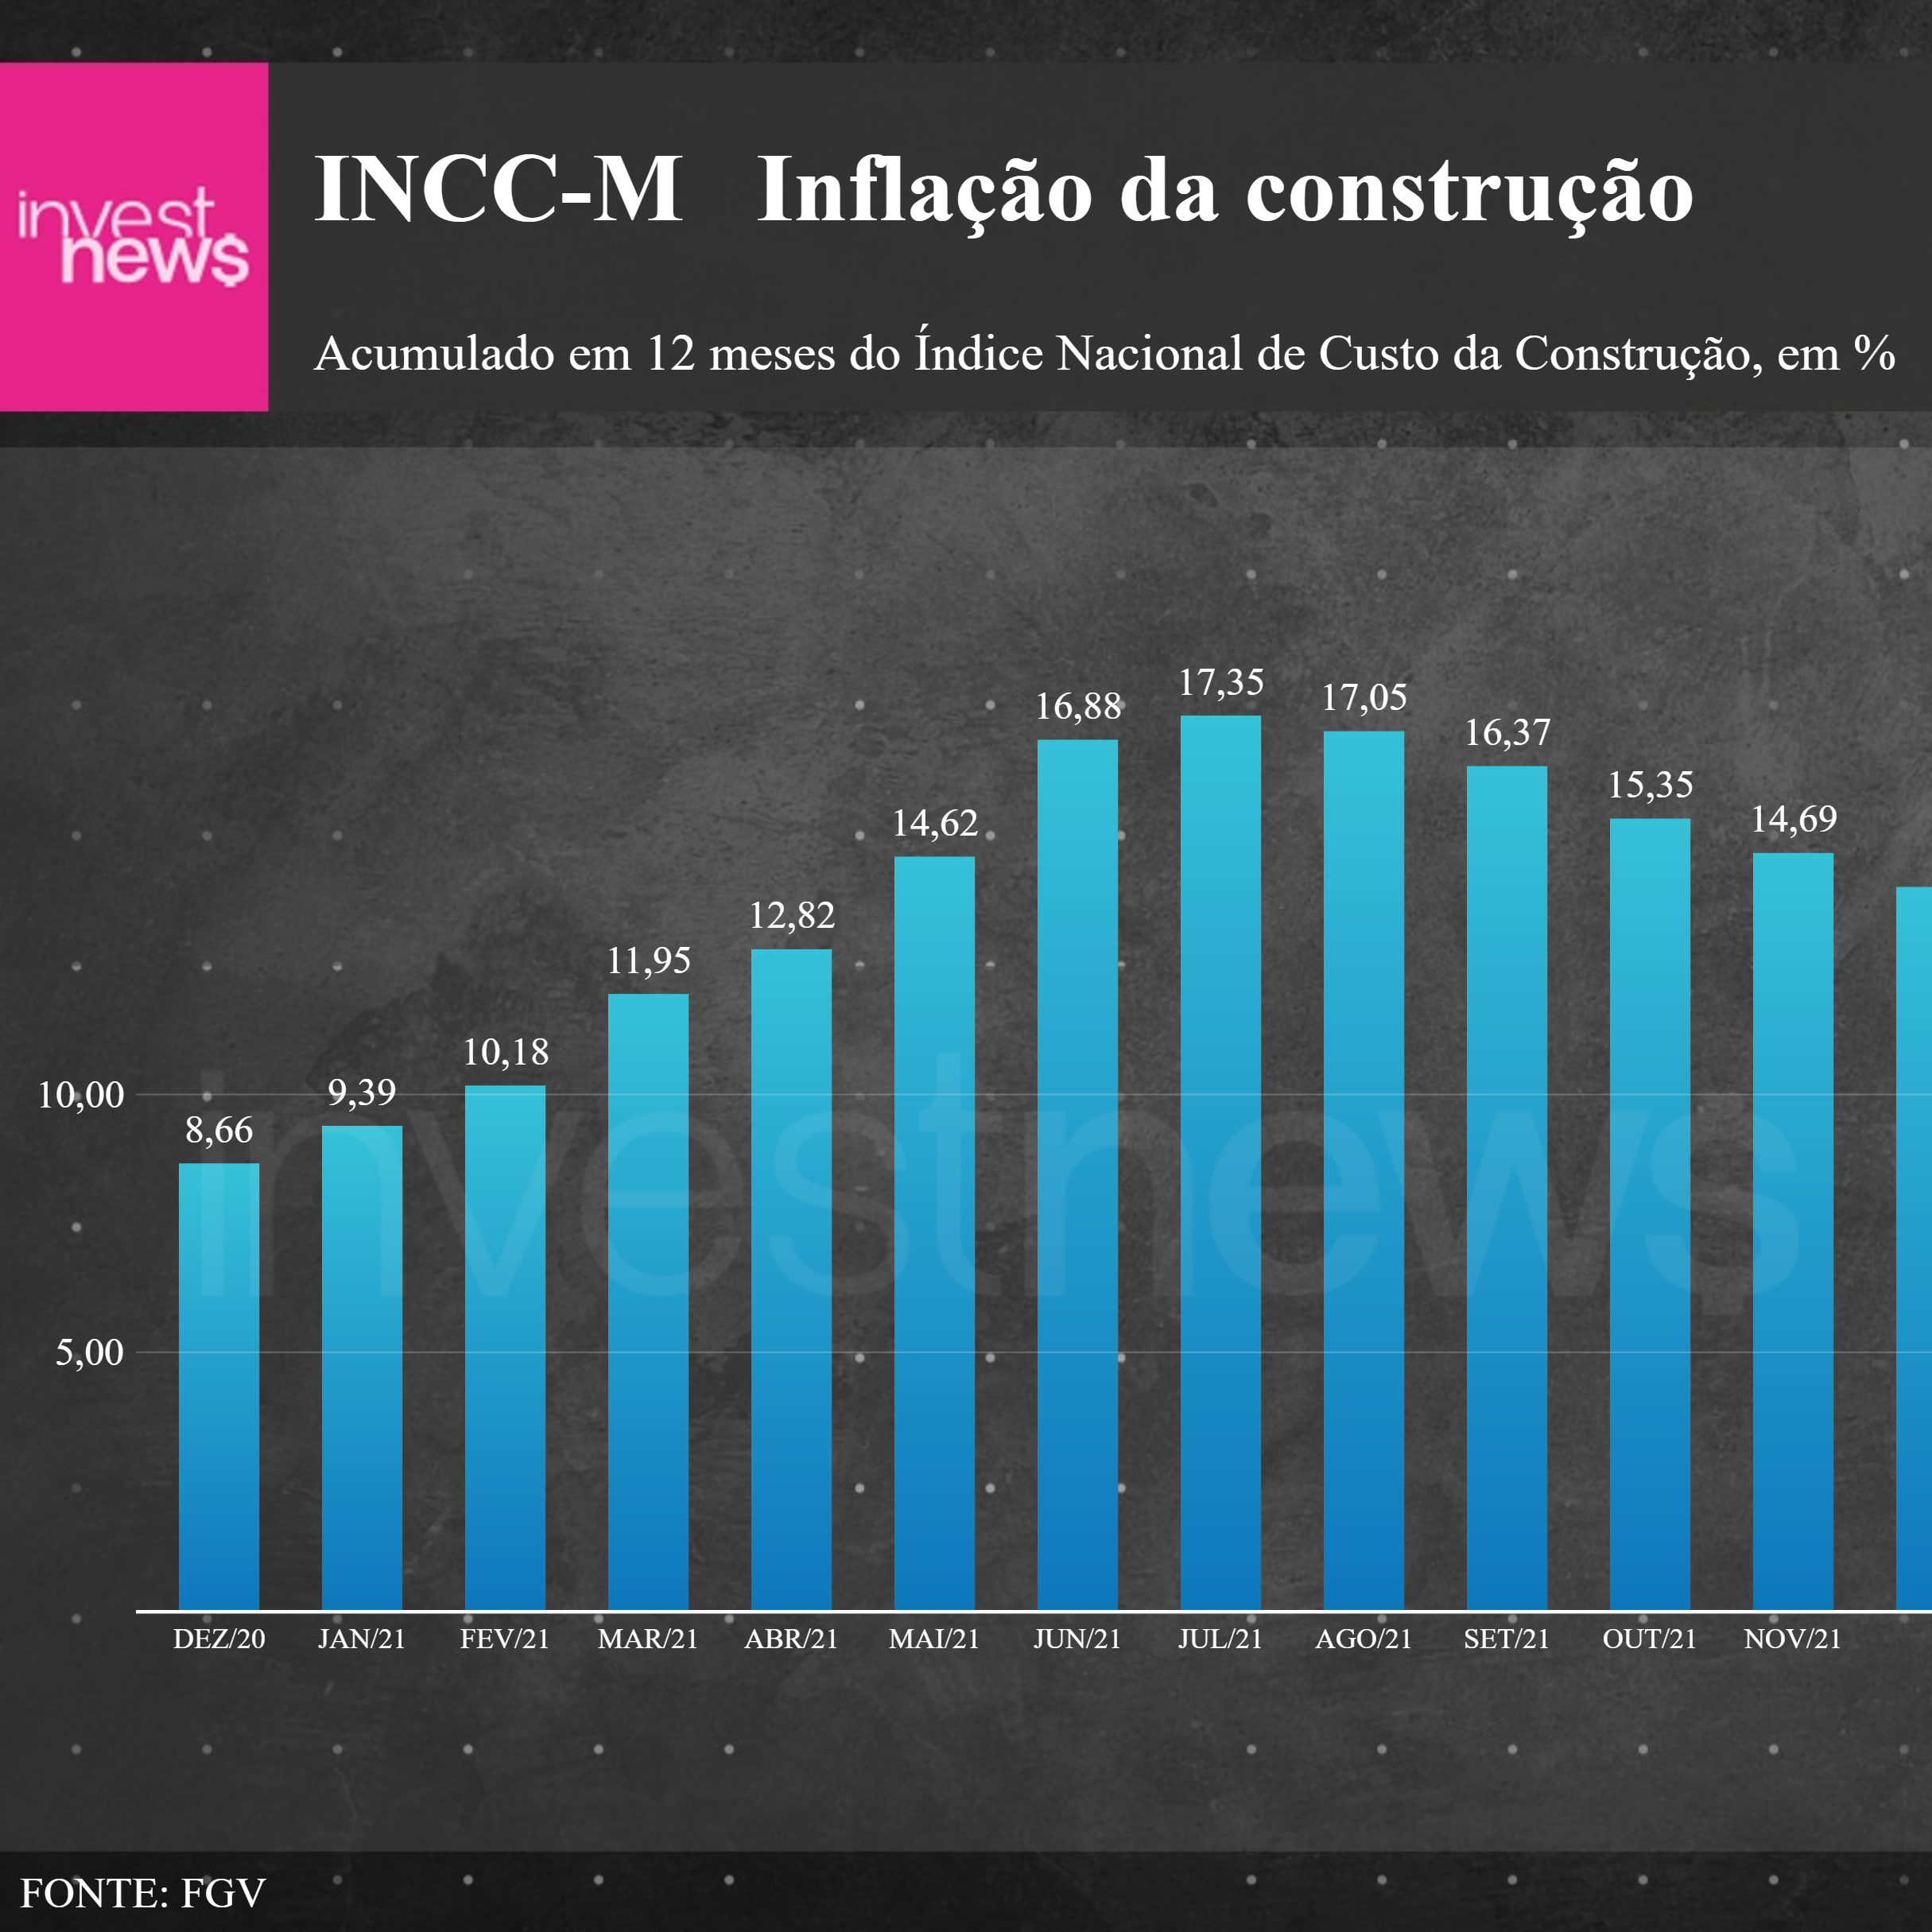 invest
new$
INCC-M Inflação da construção
Acumulado em 12 meses do Índice Nacional de Custo da Construção, em %
17,35
17,05
16,88
16,37
15,35
14,69
14,62
12,82
11,95
10,18
10,00
9,39
8,66
investnew$
5,00
DEZ/20 JAN/21 FEV/21 MAR/21 ABR/21 MAI/21 JUN/21 JUL/21 AGO/21 SET/21 OUT/21 NOV/21
FONTE: FGV